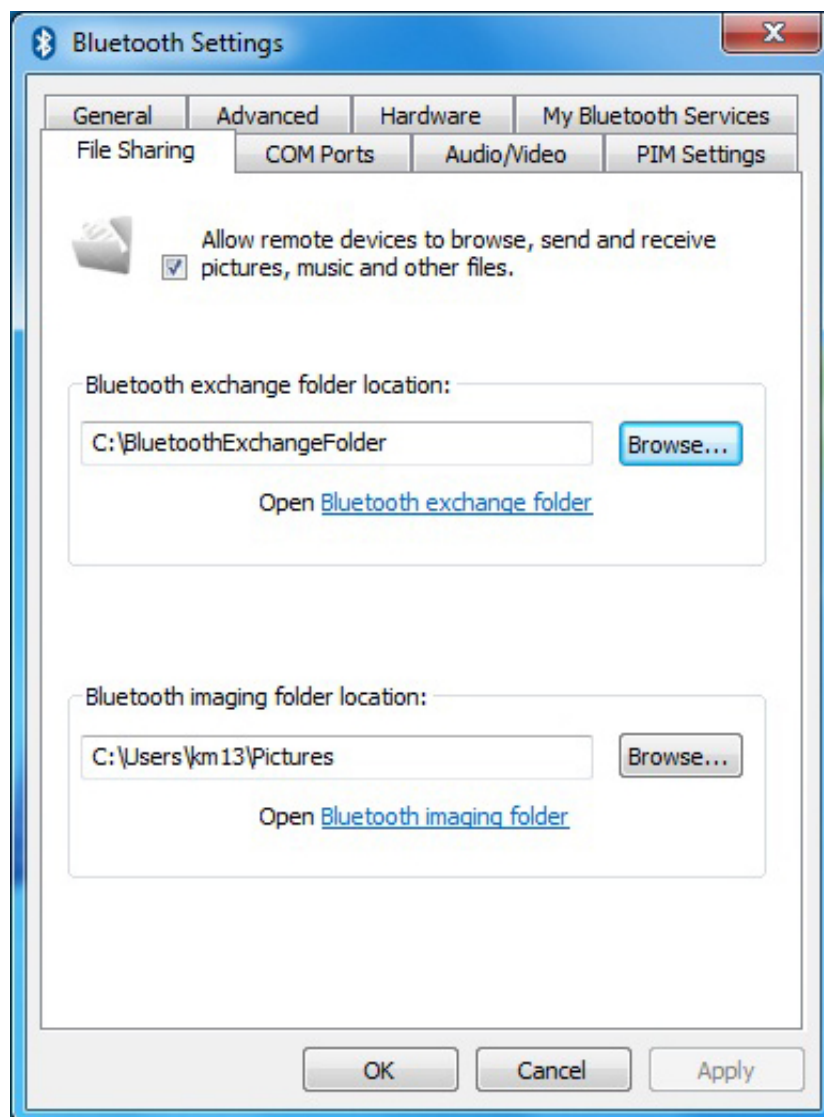 Bluetooth Settings
General Advanced Hardware My Bluetooth Services
File Sharing COM Ports Audio/Video PIM Settings
Allow remote devices to browse, send and receive
pictures, music and other files.
Bluetooth exchange folder location:
C:\BluetoothExchangeFolder Browse...
Open Bluetooth exchange folder
Bluetooth imaging folder location:
C:\Users\km13\Pictures Browse...
Open Bluetooth imaging folder
OK Cancel Apply